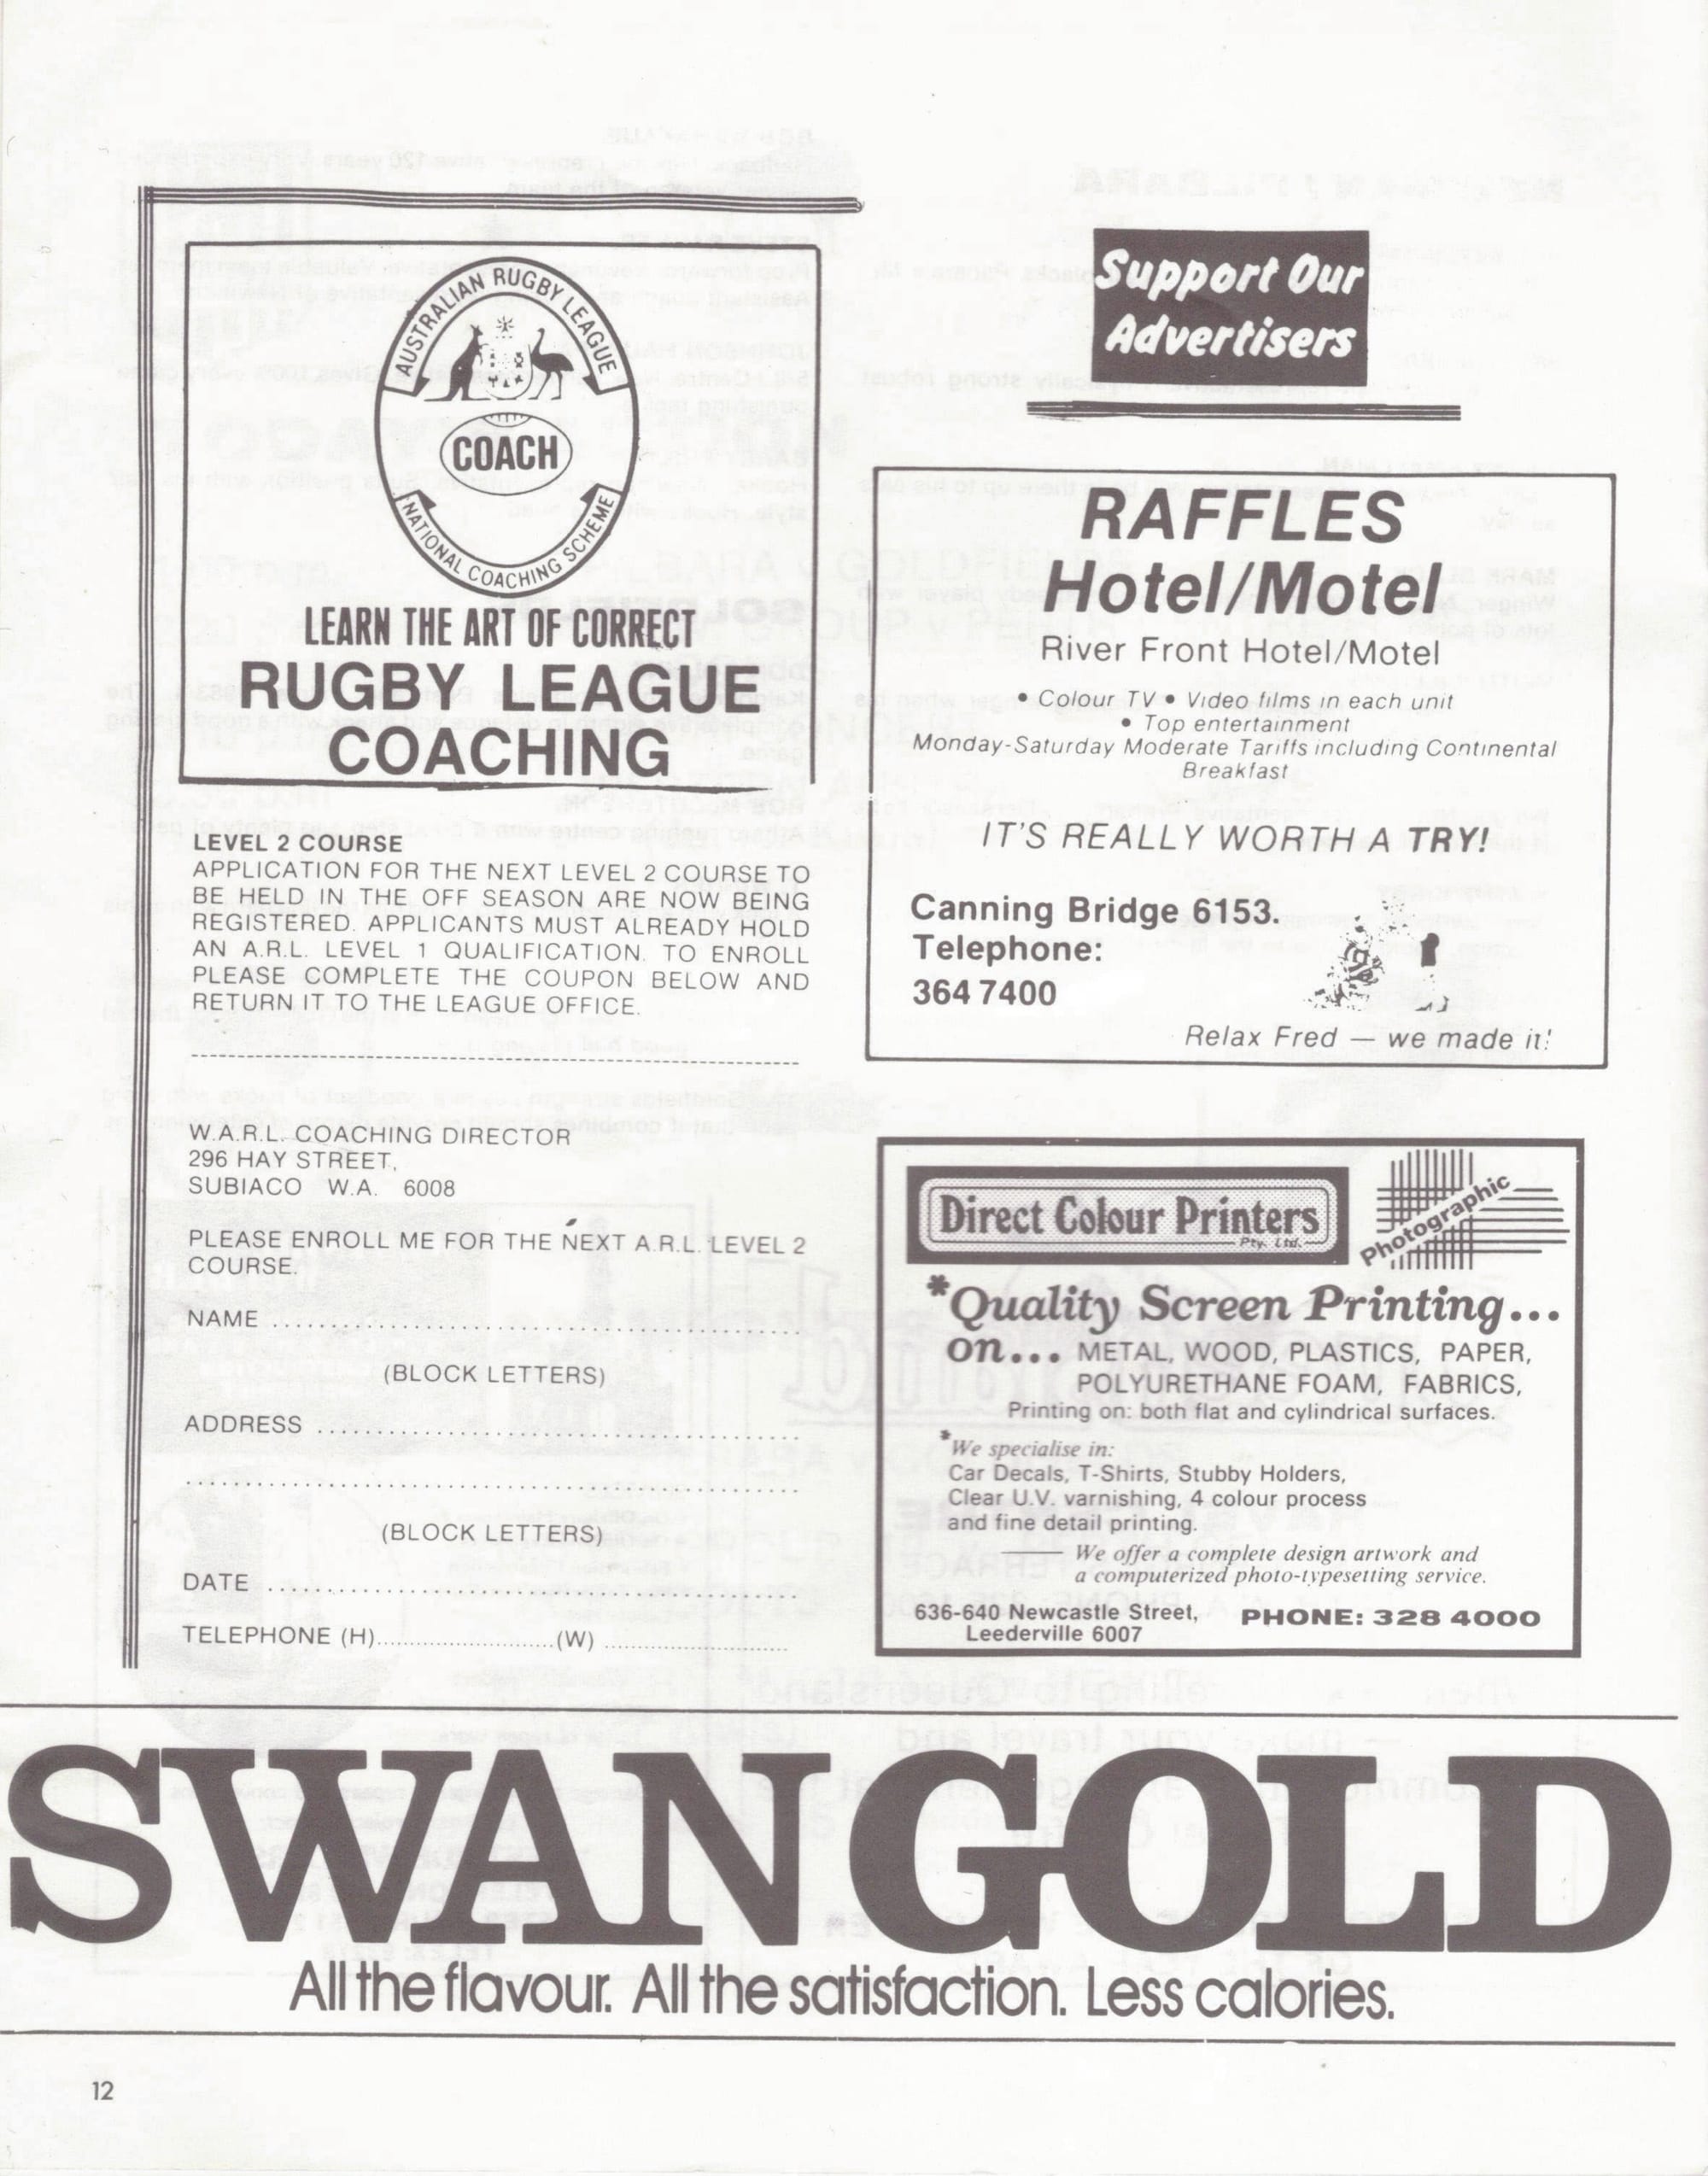 AUSTRALIAN RUGBY LEAGUE
COACH
NATIONAL COACHING SCHEME
LEARN THE ART OF CORRECT
RUGBY LEAGUE
COACHING
LEVEL 2 COURSE
APPLICATION FOR THE NEXT LEVEL 2 COURSE TO
BE HELD IN THE OFF SEASON ARE NOW BEING
REGISTERED. APPLICANTS MUST ALREADY HOLD
AN A.R.L. LEVEL 1 QUALIFICATION. TO ENROLL
PLEASE COMPLETE THE COUPON BELOW AND
RETURN IT TO THE LEAGUE OFFICE.
W.A.R.L. COACHING DIRECTOR
296 HAY STREET,
SUBIACO W.A. 6008
PLEASE ENROLL ME FOR THE NEXT A.R.L. LEVEL 2
COURSE.
NAME
(BLOCK LETTERS)
ADDRESS
(BLOCK LETTERS)
DATE
TELEPHONE (H)..............................(W) ..............................
Support Our
Advertisers
RAFFLES
Hotel/Motel
River Front Hotel/Motel
• Colour TV • Video films in each unit
• Top entertainment
Monday-Saturday Moderate Tariffs including Continental
Breakfast
IT'S REALLY WORTH A TRY!
Canning Bridge 6153.
Telephone:
364 7400
Relax Fred — we made it!
Direct Colour Printers
Pty. Ltd.
Photographic
*Quality Screen Printing...
on... METAL, WOOD, PLASTICS, PAPER,
POLYURETHANE FOAM, FABRICS,
Printing on: both flat and cylindrical surfaces.
*We specialise in:
Car Decals, T-Shirts, Stubby Holders,
Clear U.V. varnishing, 4 colour process
and fine detail printing.
We offer a complete design artwork and
a computerized photo-typesetting service.
636-640 Newcastle Street,
Leederville 6007
PHONE: 328 4000
SWAN GOLD
All the flavour. All the satisfaction. Less calories.
12